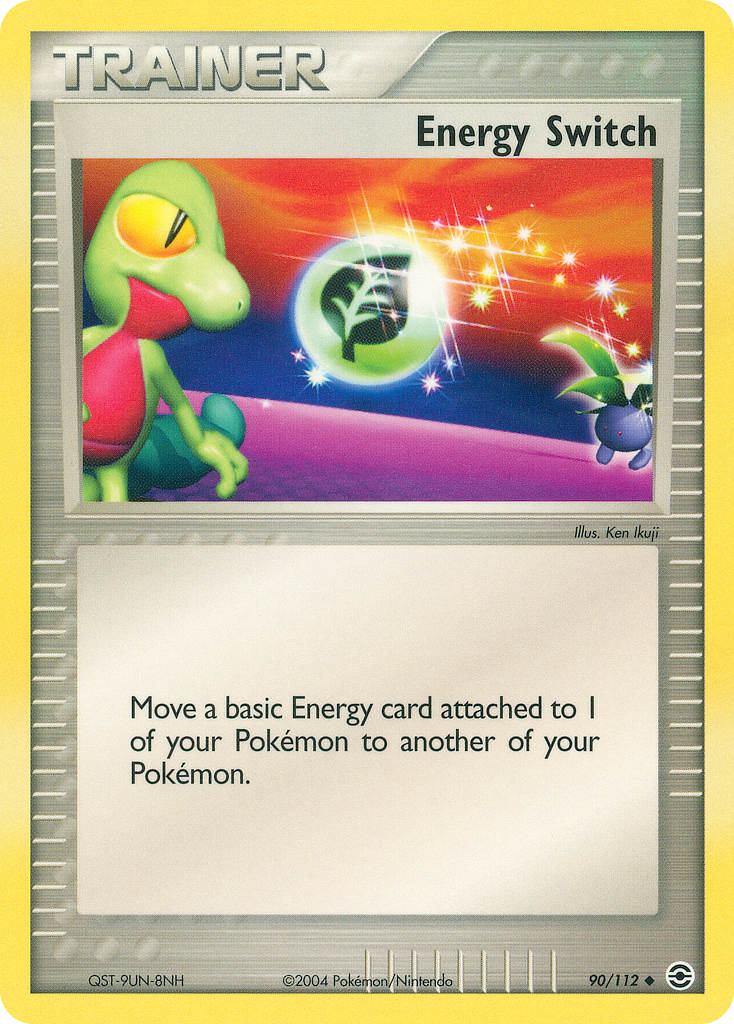 TRAINER
Energy Switch
Illus. Ken Ikuji
Move a basic Energy card attached to 1
of your Pokémon to another of your
Pokémon.
QST-9UN-8NH
©2004 Pokémon/Nintendo
90/112 ◆